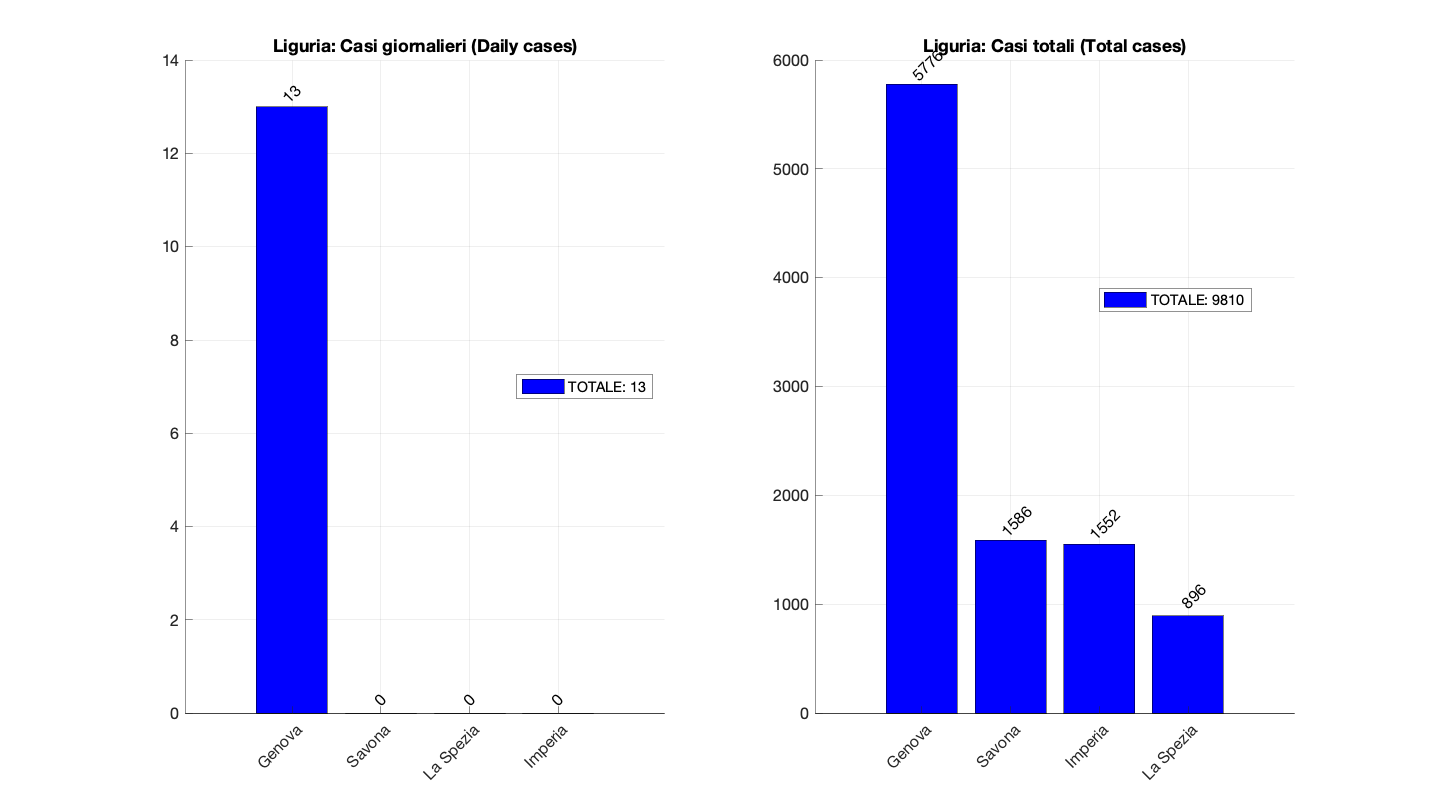 Liguria: Casi giornalieri (Daily cases)
14
12
10
8
6
4
2
0
13
0
0
0
TOTALE: 13
Genova
Savona
La Spezia
Imperia
Liguria: Casi totali (Total cases)
6000
5000
4000
3000
2000
1000
0
5776
1586
1552
896
TOTALE: 9810
Genova
Savona
Imperia
La Spezia